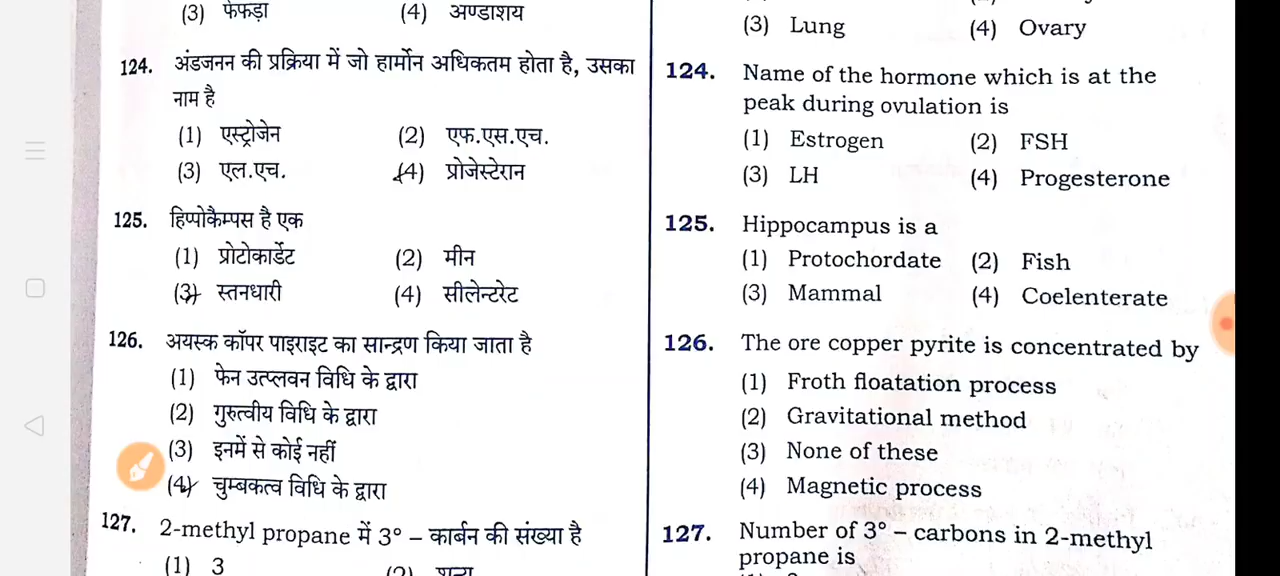 (3) फेफड़ा (4) अण्डाशय
124. अंडजनन की प्रक्रिया में जो हार्मोन अधिकतम होता है, उसका
नाम है
(1) एस्ट्रोजेन (2) एफ.एस.एच.
(3) एल.एच. (4) प्रोजेस्टेरान
125. हिप्पोकैम्पस है एक
(1) प्रोटोकार्डेट (2) मीन
(3) स्तनधारी (4) सीलेन्टरेट
126. अयस्क कॉपर पाइराइट का सान्द्रण किया जाता है
(1) फेन उत्प्लवन विधि के द्वारा
(2) गुरुत्वीय विधि के द्वारा
(3) इनमें से कोई नहीं
(4) चुम्बकत्व विधि के द्वारा
127. 2-methyl propane में 3° – कार्बन की संख्या है
(1) 3 (2) शून्य
(3) Lung (4) Ovary
124. Name of the hormone which is at the
peak during ovulation is
(1) Estrogen (2) FSH
(3) LH (4) Progesterone
125. Hippocampus is a
(1) Protochordate (2) Fish
(3) Mammal (4) Coelenterate
126. The ore copper pyrite is concentrated by
(1) Froth floatation process
(2) Gravitational method
(3) None of these
(4) Magnetic process
127. Number of 3° – carbons in 2-methyl
propane is